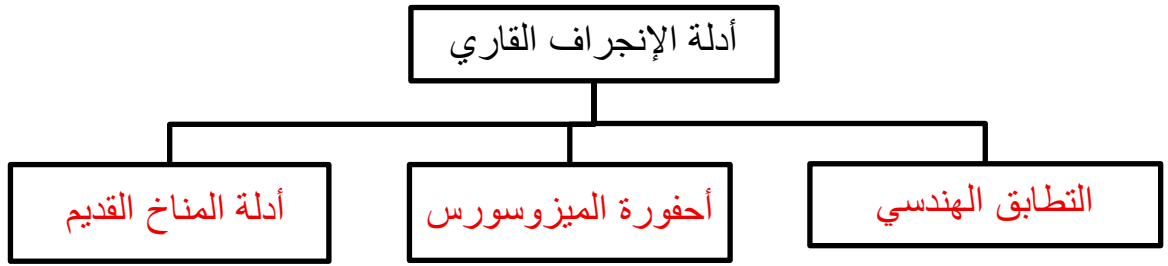 أدلة الإنجراف القاري
التطابق الهندسي
أحفورة الميزوسورس
أدلة المناخ القديم